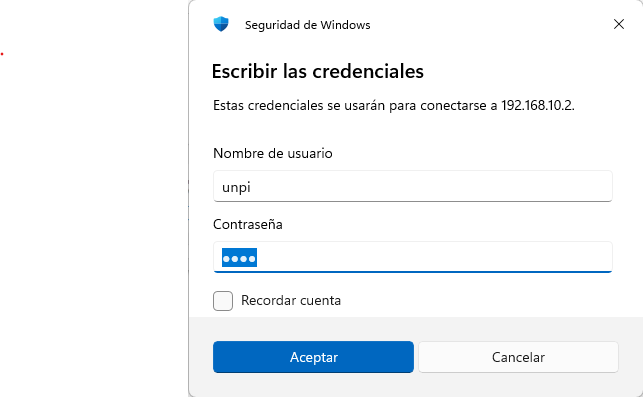 Seguridad de Windows
Escribir las credenciales
Estas credenciales se usarán para conectarse a 192.168.10.2.
Nombre de usuario
unpi
Contraseña
●●●●
Recordar cuenta
Aceptar
Cancelar